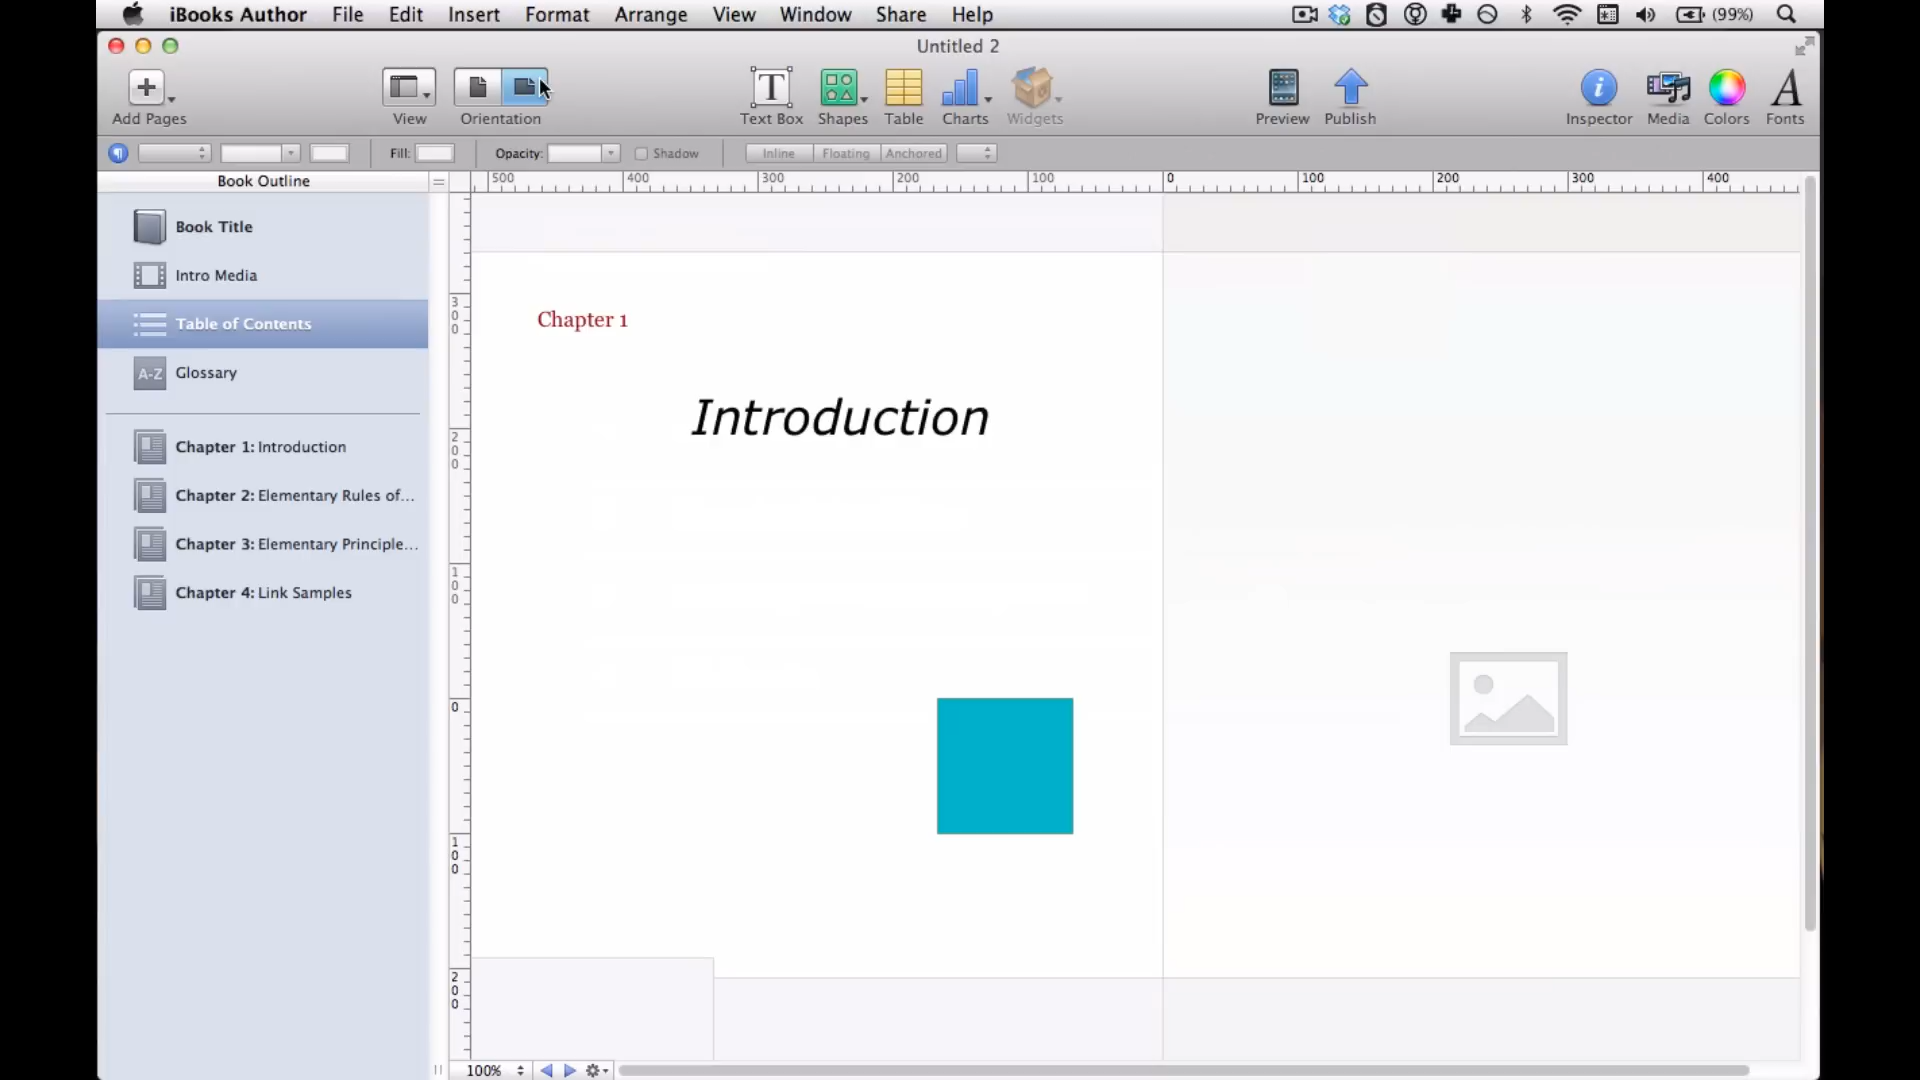 iBooks Author File Edit Insert Format Arrange View Window Share Help (99%)
Untitled 2
Add Pages View Orientation T Text Box Shapes Table Charts Widgets Preview Publish i Inspector Media Colors A Fonts
Fill: Opacity: Shadow Inline Floating Anchored
Book Outline
500 400 300 200 100 0 100 200 300 400
Book Title
Intro Media
Table of Contents
A-Z Glossary
Chapter 1: Introduction
Chapter 2: Elementary Rules of...
Chapter 3: Elementary Principle...
Chapter 4: Link Samples
300
200
100
0
100
200
Chapter 1
Introduction
100%